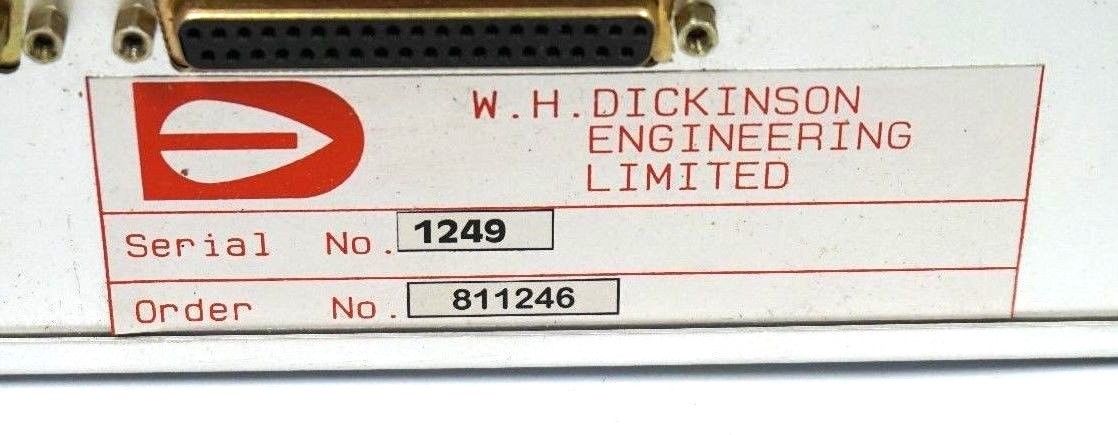 W.H.DICKINSON
ENGINEERING
LIMITED
Serial No. 1249
Order No. 811246